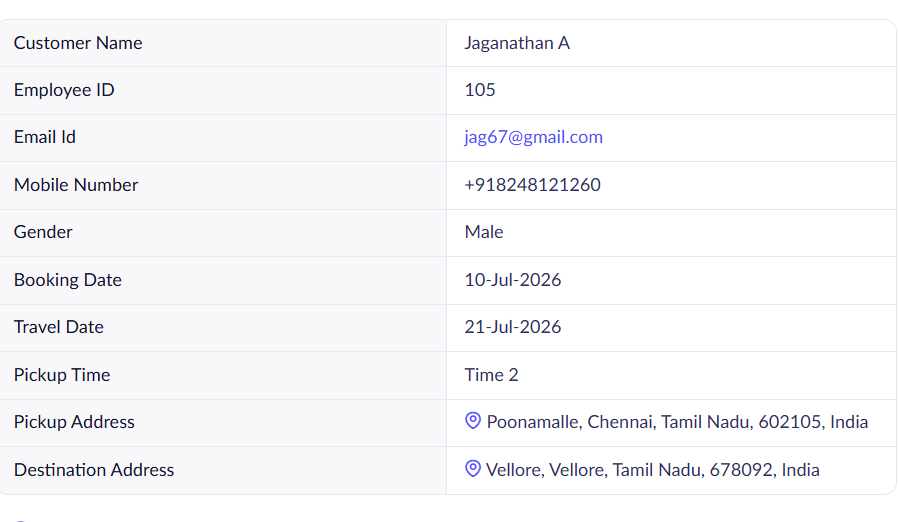 Customer Name Jaganathan A
Employee ID 105
Email Id jag67@gmail.com
Mobile Number +918248121260
Gender Male
Booking Date 10-Jul-2026
Travel Date 21-Jul-2026
Pickup Time Time 2
Pickup Address Poonamalle, Chennai, Tamil Nadu, 602105, India
Destination Address Vellore, Vellore, Tamil Nadu, 678092, India